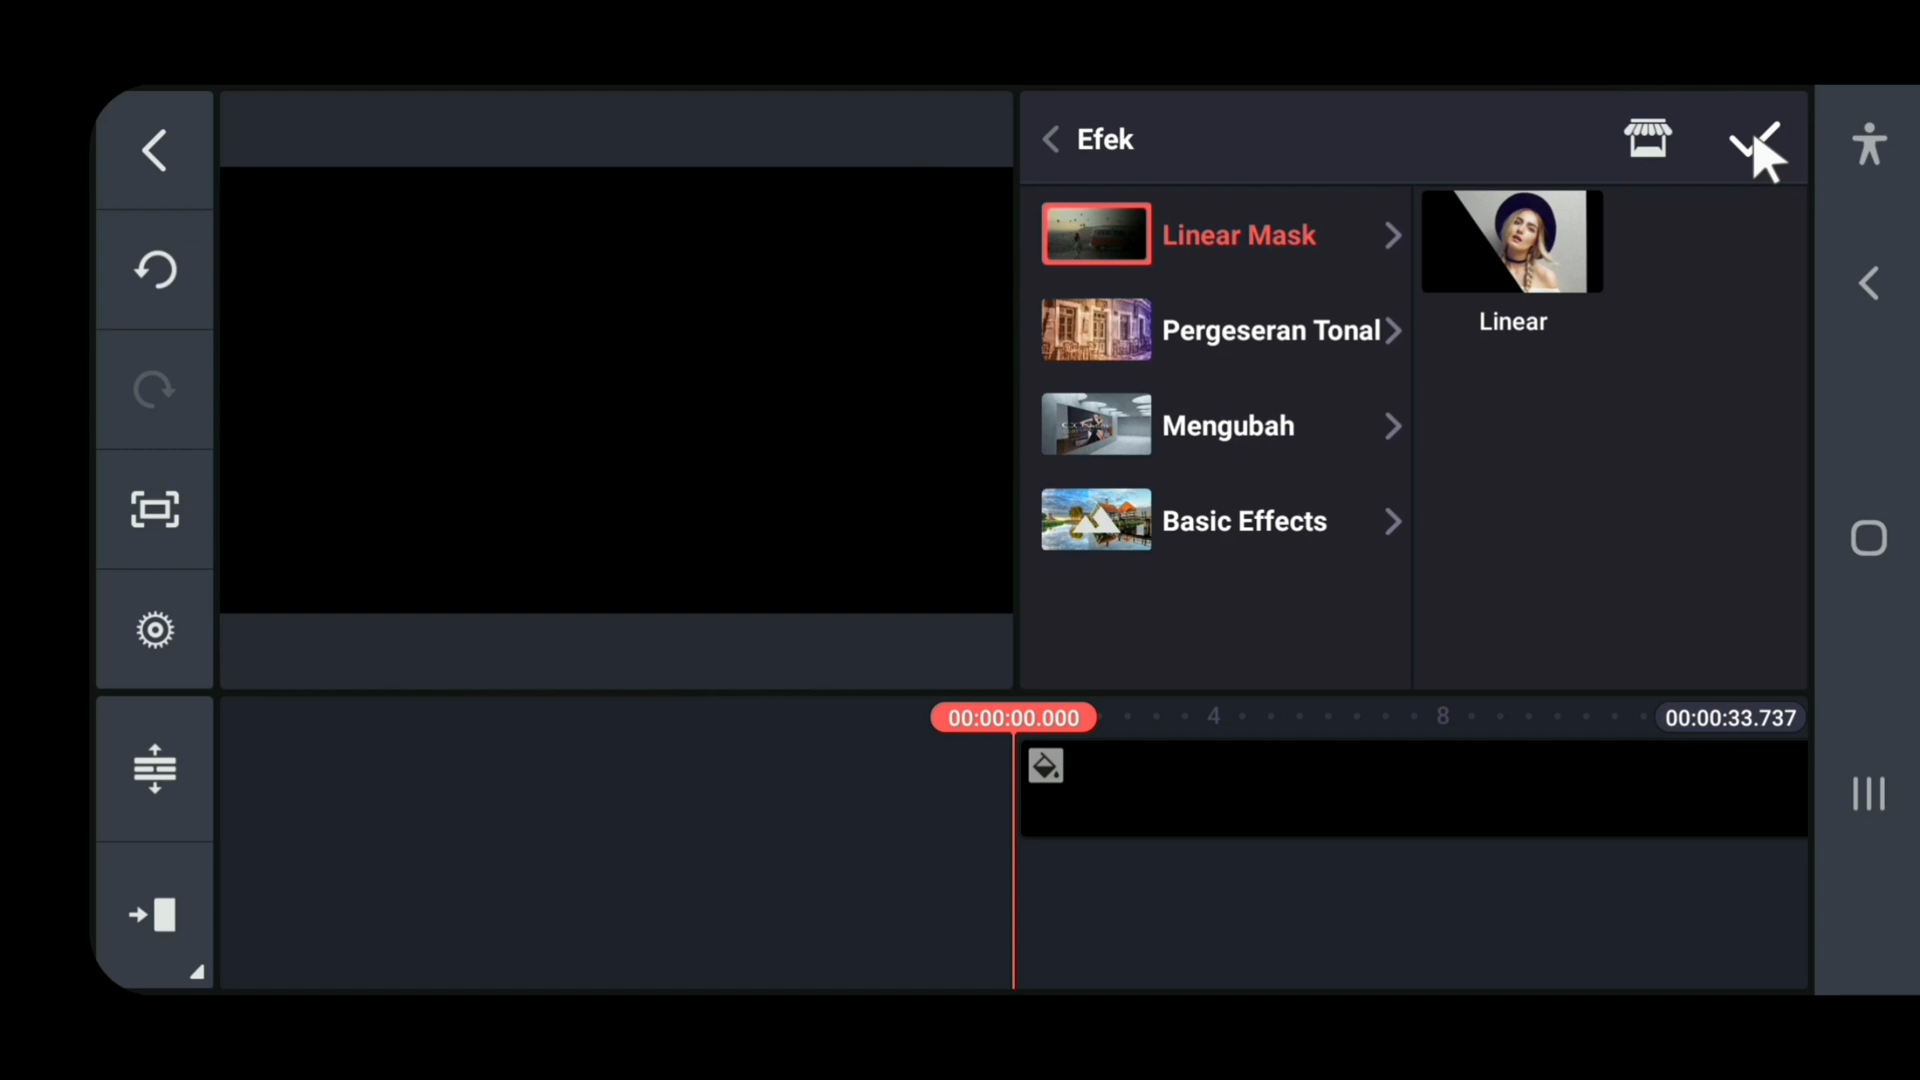 Efek
Linear Mask
Pergeseran Tonal
Mengubah
Basic Effects
Linear
00:00:00.000
4
8
00:00:33.737